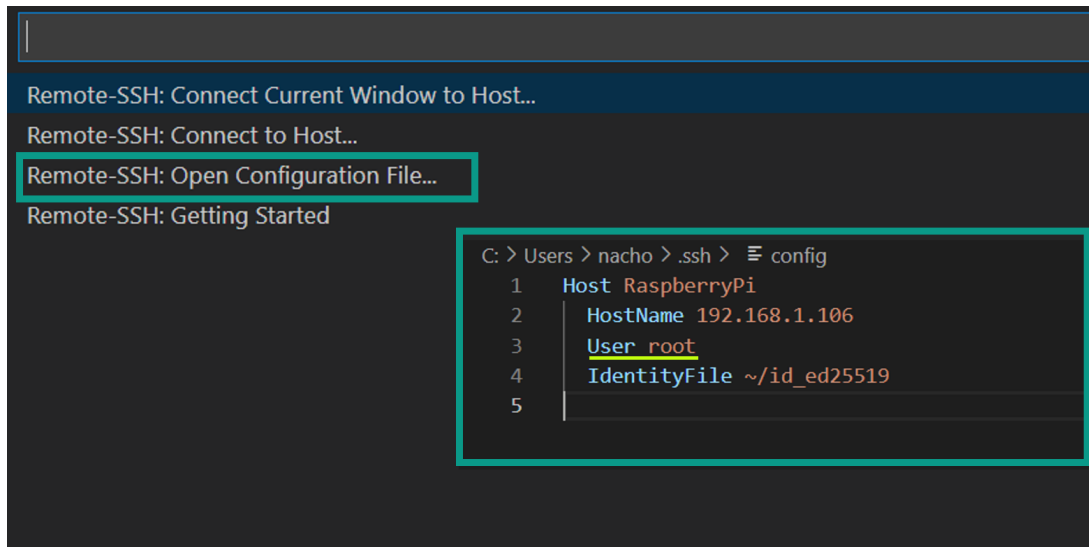 Remote-SSH: Connect Current Window to Host...
Remote-SSH: Connect to Host...
Remote-SSH: Open Configuration File...
Remote-SSH: Getting Started
C: > Users > nacho > .ssh > config
1 Host RaspberryPi
2 HostName 192.168.1.106
3 User root
4 IdentityFile ~/id_ed25519
5